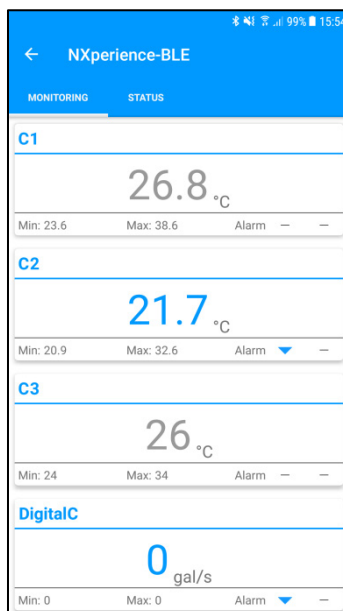 99% 15:54
NXperience-BLE
MONITORING STATUS
C1
26.8 °C
Min: 23.6 Max: 38.6 Alarm — —
C2
21.7 °C
Min: 20.9 Max: 32.6 Alarm —
C3
26 °C
Min: 24 Max: 34 Alarm — —
DigitalC
0 gal/s
Min: 0 Max: 0 Alarm —